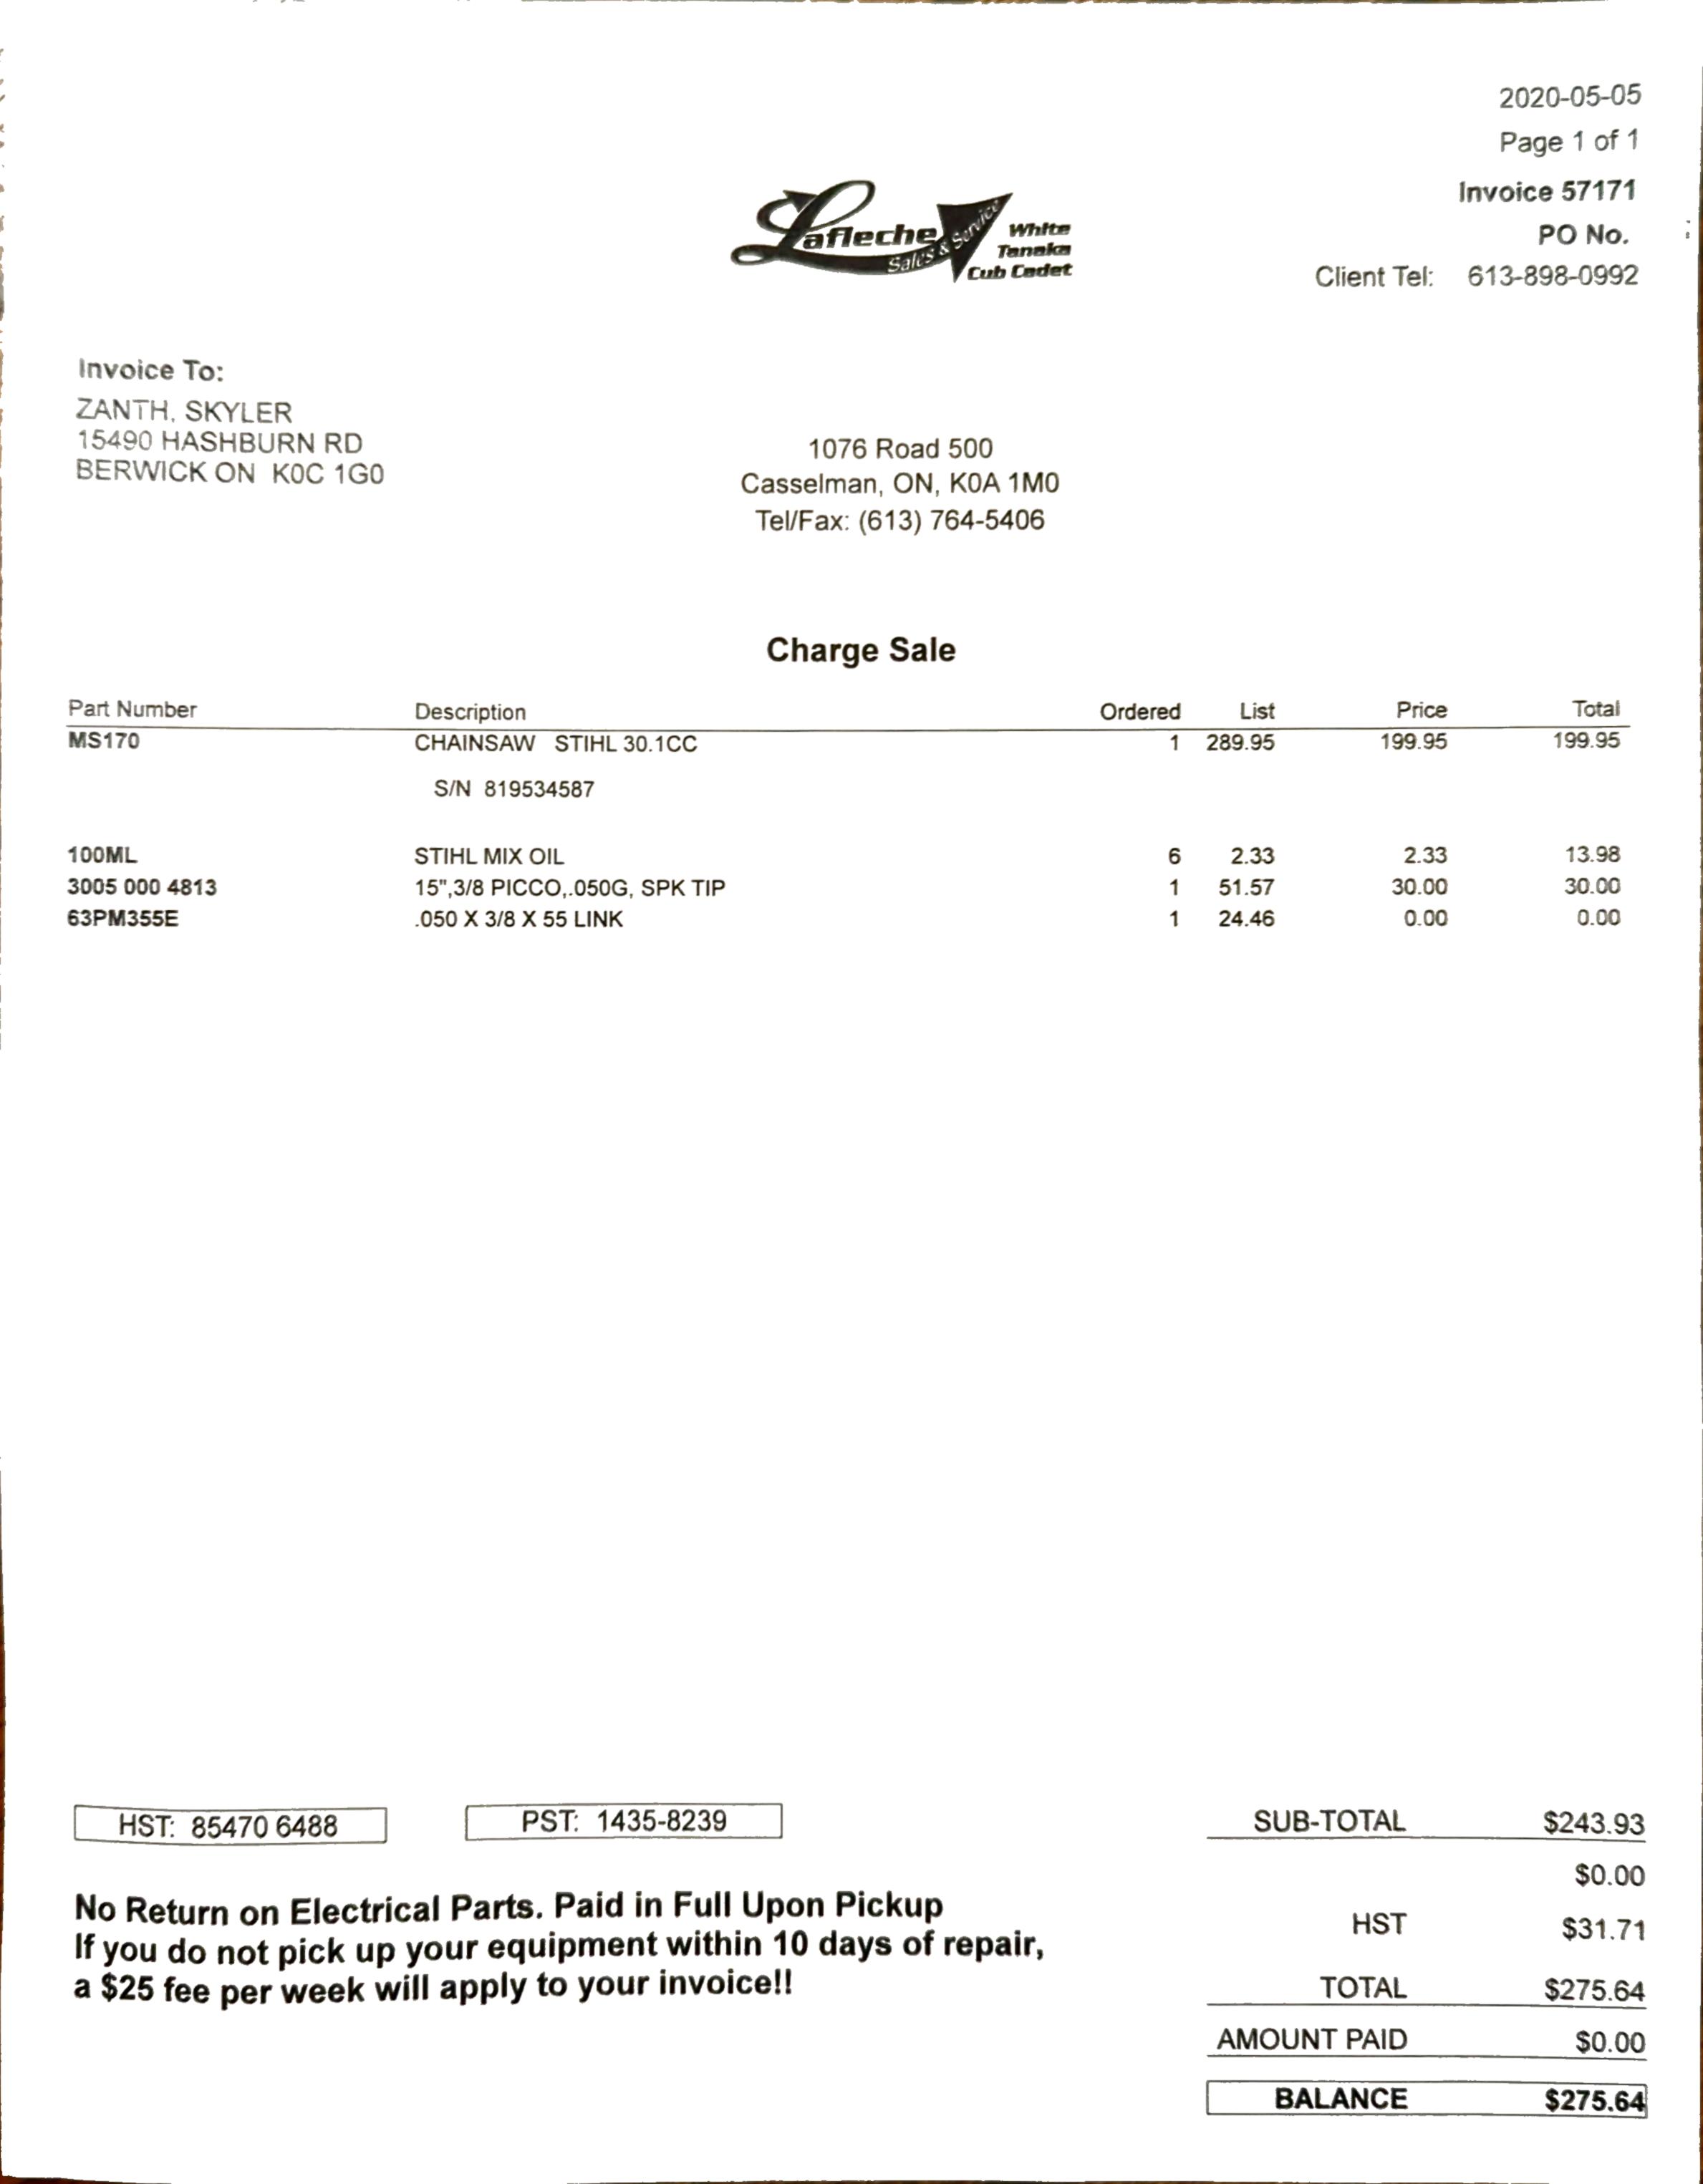 2020-05-05
Page 1 of 1
Invoice 57171
PO No.
Client Tel: 613-898-0992
Lafleche Sales & Service
White
Tanaka
Cub Cadet
Invoice To:
ZANTH, SKYLER
15490 HASHBURN RD
BERWICK ON K0C 1G0
1076 Road 500
Casselman, ON, K0A 1M0
Tel/Fax: (613) 764-5406
Charge Sale
Part Number Description Ordered List Price Total
MS170 CHAINSAW STIHL 30.1CC 1 289.95 199.95 199.95
S/N 819534587
100ML STIHL MIX OIL 6 2.33 2.33 13.98
3005 000 4813 15",3/8 PICCO,.050G, SPK TIP 1 51.57 30.00 30.00
63PM355E .050 X 3/8 X 55 LINK 1 24.46 0.00 0.00
HST: 85470 6488 PST: 1435-8239
No Return on Electrical Parts. Paid in Full Upon Pickup
If you do not pick up your equipment within 10 days of repair,
a $25 fee per week will apply to your invoice!!
SUB-TOTAL $243.93
$0.00
HST $31.71
TOTAL $275.64
AMOUNT PAID $0.00
BALANCE $275.64